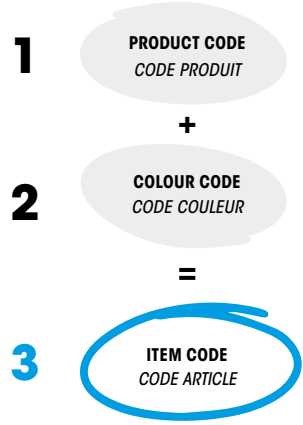 1
PRODUCT CODE
CODE PRODUIT
+
2
COLOUR CODE
CODE COULEUR
=
3
ITEM CODE
CODE ARTICLE